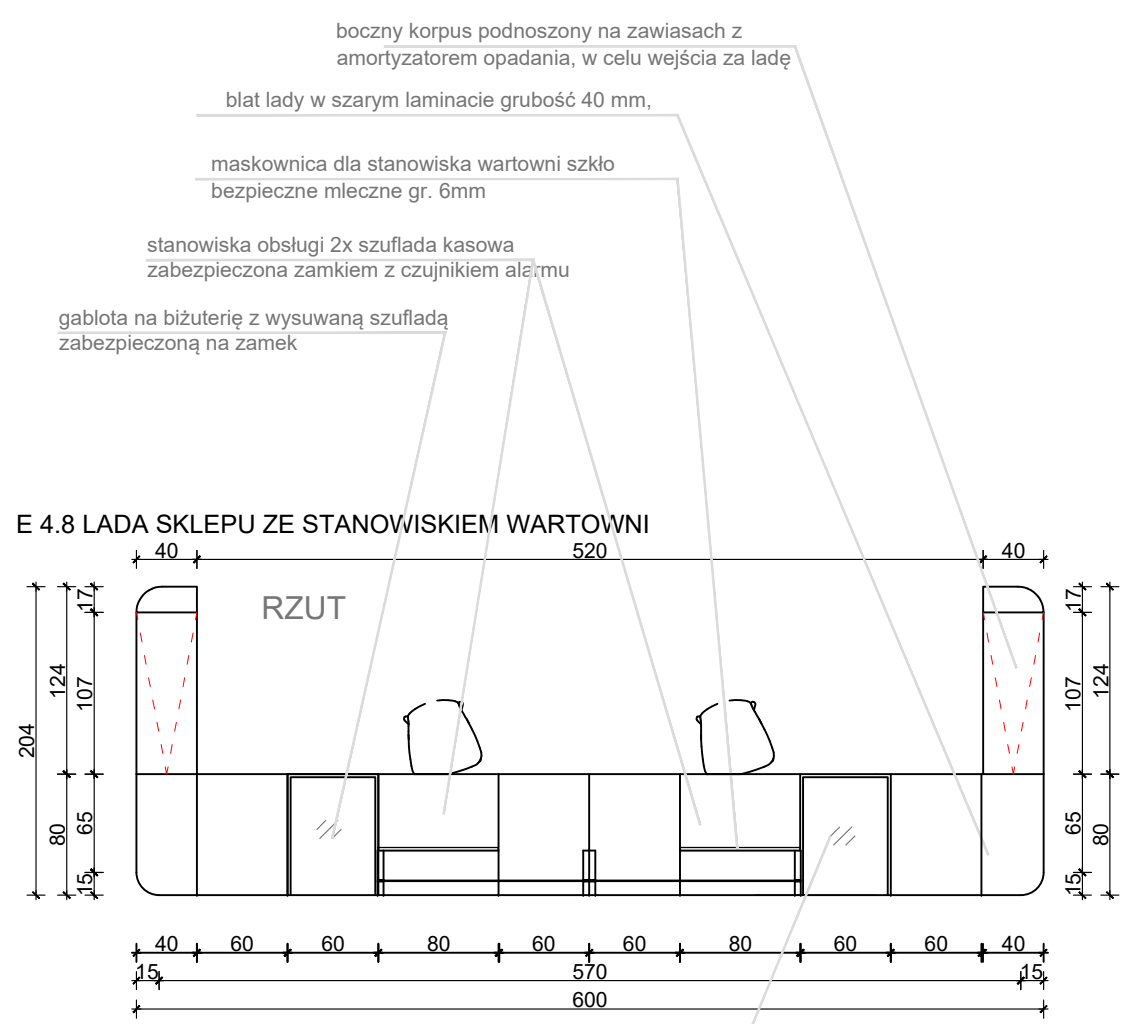 boczny korpus podnoszony na zawiasach z
amortyzatorem opadania, w celu wejścia za ladę
blat lady w szarym laminacie grubość 40 mm,
maskownica dla stanowiska wartowni szkło
bezpieczne mleczne gr. 6mm
stanowiska obsługi 2x szuflada kasowa
zabezpieczona zamkiem z czujnikiem alarmu
gablota na biżuterię z wysuwaną szufladą
zabezpieczoną na zamek
E 4.8 LADA SKLEPU ZE STANOWISKIEM WARTOWNI
40 520 40
RZUT
17
107
124
204
65
80
15
17
107
124
65
80
15
40 60 60 80 60 60 80 60 60 40
15 570 15
600